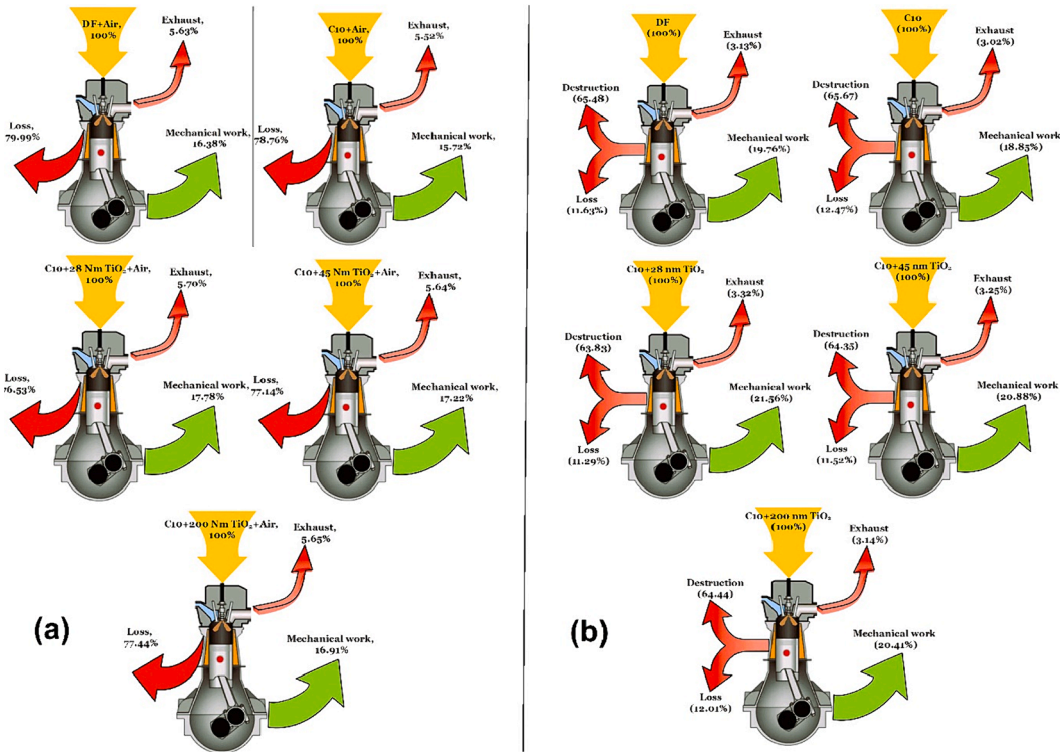 DF+Air,
100%
Exhaust,
5.63%
Loss,
79.99%
Mechanical work,
16.38%
C10+Air,
100%
Exhaust,
5.52%
Loss,
78.76%
Mechanical work,
15.72%
C10+28 Nm TiO₂+Air,
100%
Exhaust,
5.70%
Loss,
76.53%
Mechanical work,
17.78%
C10+45 Nm TiO₂+Air,
100%
Exhaust,
5.64%
Loss,
77.14%
Mechanical work,
17.22%
C10+200 Nm TiO₂+Air,
100%
Exhaust,
5.65%
Loss,
77.44%
Mechanical work,
16.91%
(a)
DF
(100%)
Exhaust
(3.13%)
Destruction
(65.48)
Mechanical work
(19.76%)
Loss
(11.63%)
C10
(100%)
Exhaust
(3.02%)
Destruction
(65.67)
Mechanical work
(18.85%)
Loss
(12.47%)
C10+28 nm TiO₂
(100%)
Exhaust
(3.32%)
Destruction
(63.83)
Mechanical work
(21.56%)
Loss
(11.29%)
C10+45 nm TiO₂
(100%)
Exhaust
(3.25%)
Destruction
(64.35)
Mechanical work
(20.88%)
Loss
(11.52%)
C10+200 nm TiO₂
(100%)
Exhaust
(3.14%)
Destruction
(64.44)
Mechanical work
(20.41%)
Loss
(12.01%)
(b)